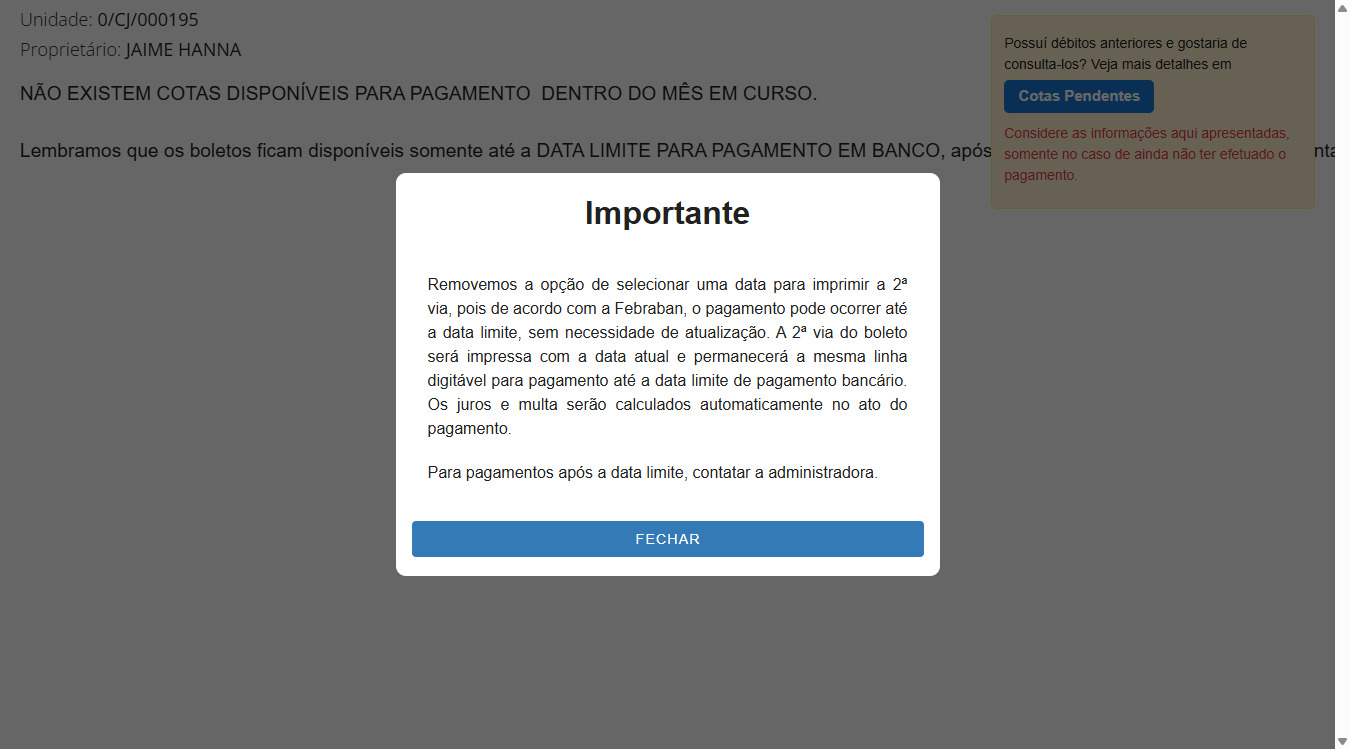 Unidade: 0/CJ/000195
Proprietário: JAIME HANNA
NÃO EXISTEM COTAS DISPONÍVEIS PARA PAGAMENTO  DENTRO DO MÊS EM CURSO.
Lembramos que os boletos ficam disponíveis somente até a DATA LIMITE PARA PAGAMENTO EM BANCO, após
Possuí débitos anteriores e gostaria de
consulta-los? Veja mais detalhes em
Cotas Pendentes
Considere as informações aqui apresentadas,
somente no caso de ainda não ter efetuado o
pagamento.
Importante
Removemos a opção de selecionar uma data para imprimir a 2ª
via, pois de acordo com a Febraban, o pagamento pode ocorrer até
a data limite, sem necessidade de atualização. A 2ª via do boleto
será impressa com a data atual e permanecerá a mesma linha
digitável para pagamento até a data limite de pagamento bancário.
Os juros e multa serão calculados automaticamente no ato do
pagamento.
Para pagamentos após a data limite, contatar a administradora.
FECHAR